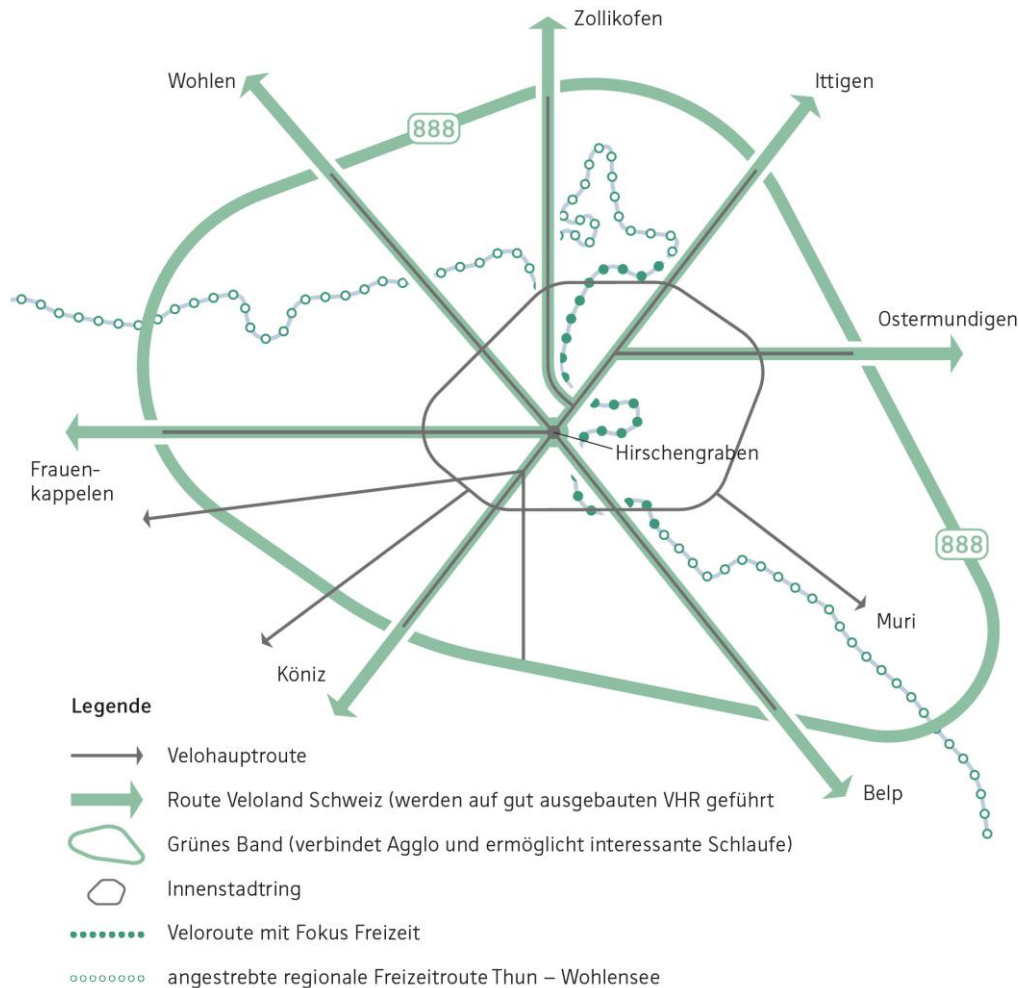 Zollikofen
Wohlen
Ittigen
888
Ostermundigen
Hirschengraben
Frauen-
kappelen
888
Muri
Köniz
Belp
Legende
Velohauptroute
Route Veloland Schweiz (werden auf gut ausgebauten VHR geführt
Grünes Band (verbindet Agglo und ermöglicht interessante Schlaufe)
Innenstadtring
Veloroute mit Fokus Freizeit
angestrebte regionale Freizeitroute Thun – Wohlensee